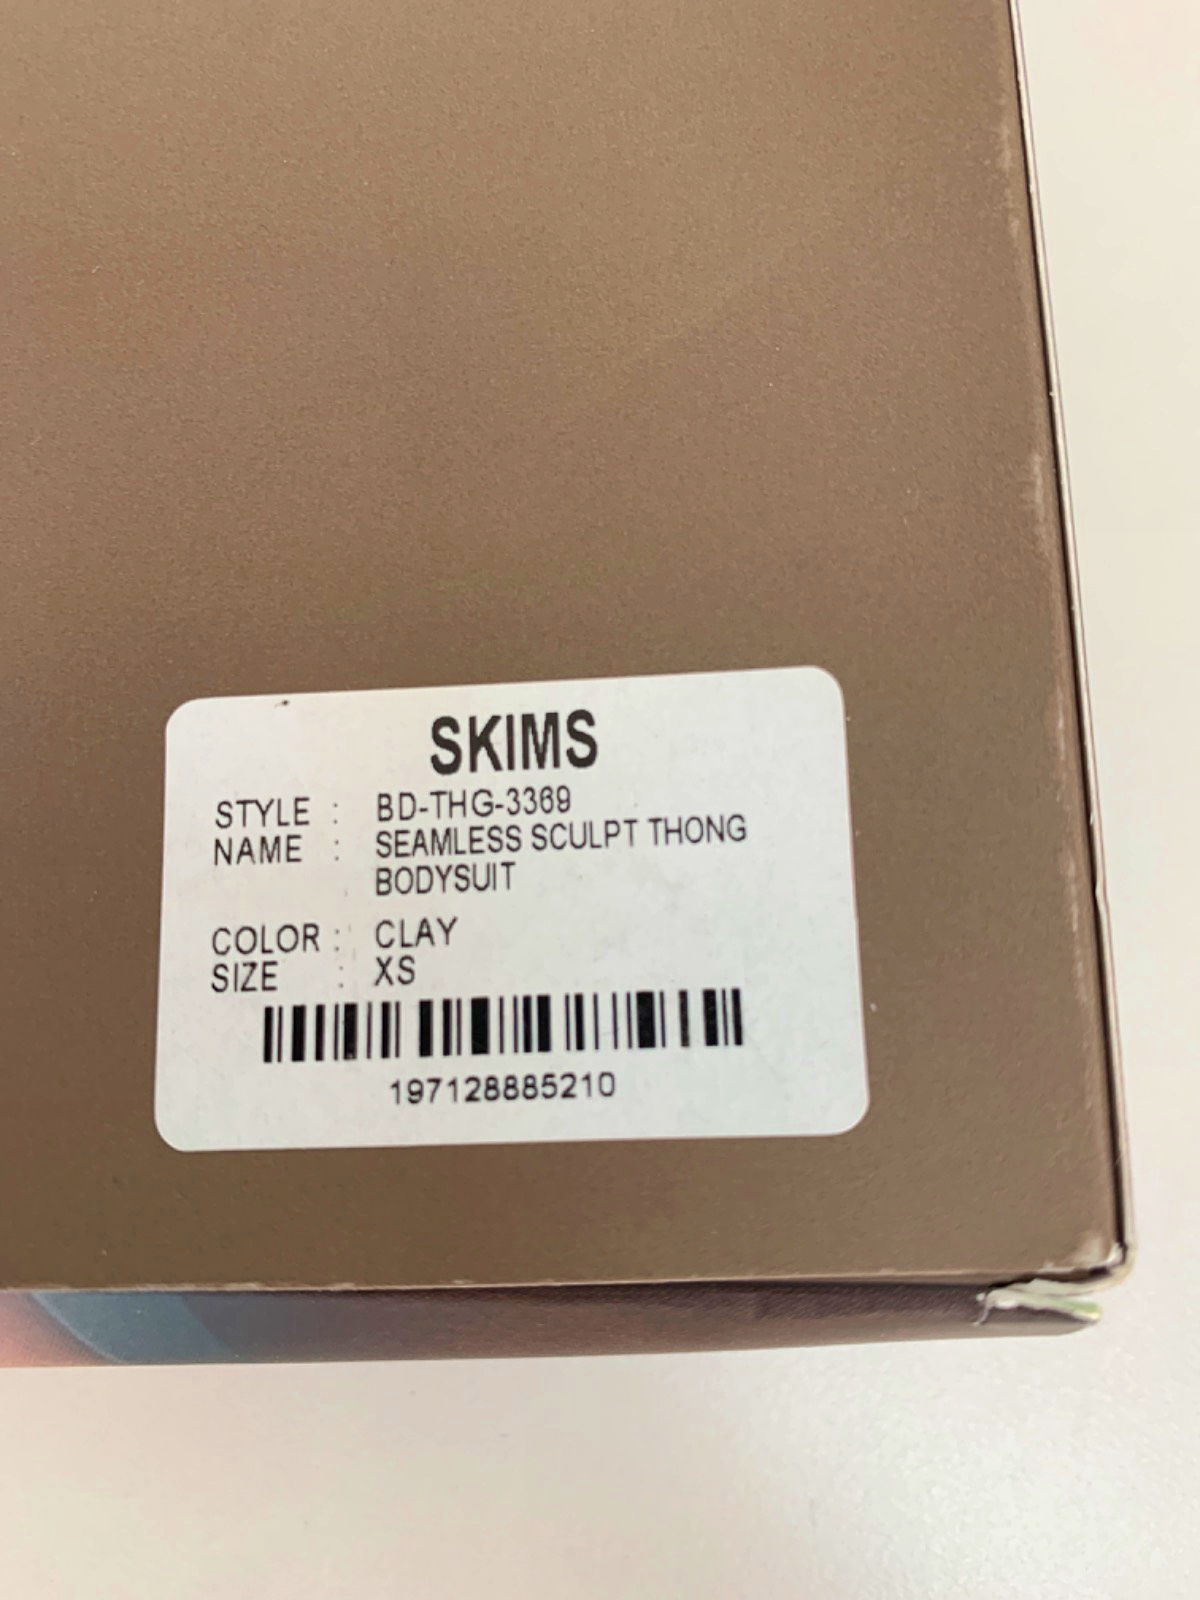 SKIMS
STYLE : BD-THG-3369
NAME : SEAMLESS SCULPT THONG
BODYSUIT
COLOR : CLAY
SIZE : XS
197128885210